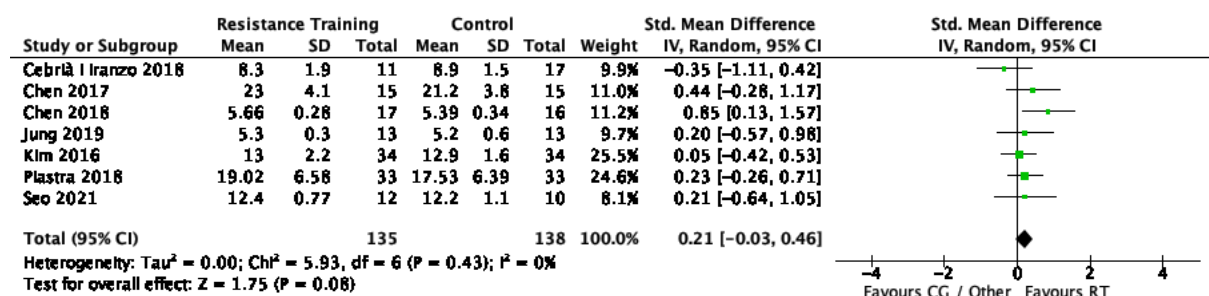 Resistance Training Control Std. Mean Difference Std. Mean Difference
Study or Subgroup Mean SD Total Mean SD Total Weight IV, Random, 95% CI IV, Random, 95% CI
Cebrià I Iranzo 2018 8.3 1.9 11 8.9 1.5 17 9.9% −0.35 [−1.11, 0.42]
Chen 2017 23 4.1 15 21.2 3.8 15 11.0% 0.44 [−0.28, 1.17]
Chen 2018 5.66 0.28 17 5.39 0.34 16 11.2% 0.85 [0.13, 1.57]
Jung 2019 5.3 0.3 13 5.2 0.6 13 9.7% 0.20 [−0.57, 0.98]
Kim 2016 13 2.2 34 12.9 1.6 34 25.5% 0.05 [−0.42, 0.53]
Piastra 2018 19.02 6.58 33 17.53 6.39 33 24.6% 0.23 [−0.26, 0.71]
Seo 2021 12.4 0.77 12 12.2 1.1 10 8.1% 0.21 [−0.64, 1.05]
Total (95% CI) 135 138 100.0% 0.21 [−0.03, 0.46]
Heterogeneity: Tau² = 0.00; Chi² = 5.93, df = 6 (P = 0.43); I² = 0%
Test for overall effect: Z = 1.75 (P = 0.08)
−4 −2 0 2 4
Favours CG / Other Favours RT